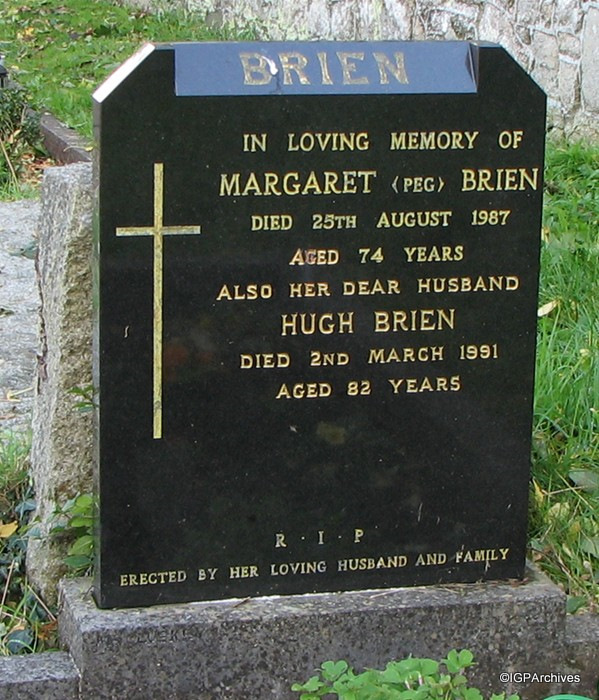 BRIEN
IN LOVING MEMORY OF
MARGARET (PEG) BRIEN
DIED 25TH AUGUST 1987
AGED 74 YEARS
ALSO HER DEAR HUSBAND
HUGH BRIEN
DIED 2ND MARCH 1991
AGED 82 YEARS
R · I · P
ERECTED BY HER LOVING HUSBAND AND FAMILY
©IGPArchives